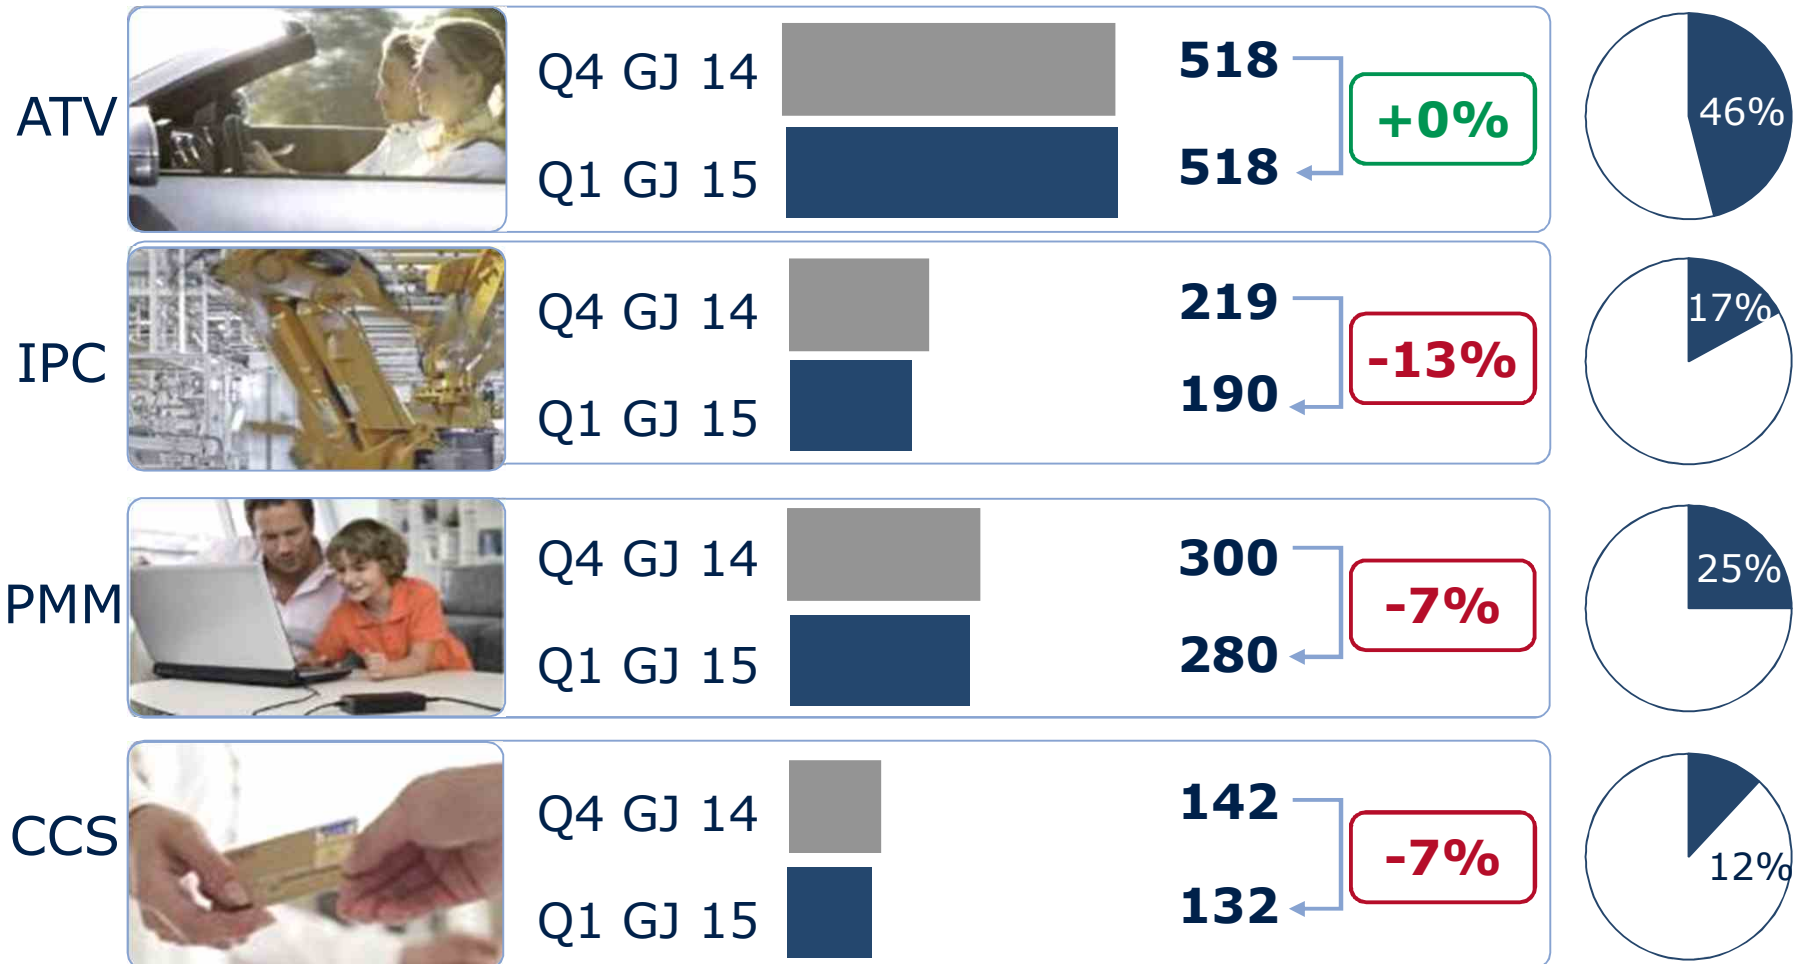 ATV
Q4 GJ 14
518
Q1 GJ 15
518
+0%
46%
IPC
Q4 GJ 14
219
Q1 GJ 15
190
-13%
17%
PMM
Q4 GJ 14
300
Q1 GJ 15
280
-7%
25%
CCS
Q4 GJ 14
142
Q1 GJ 15
132
-7%
12%